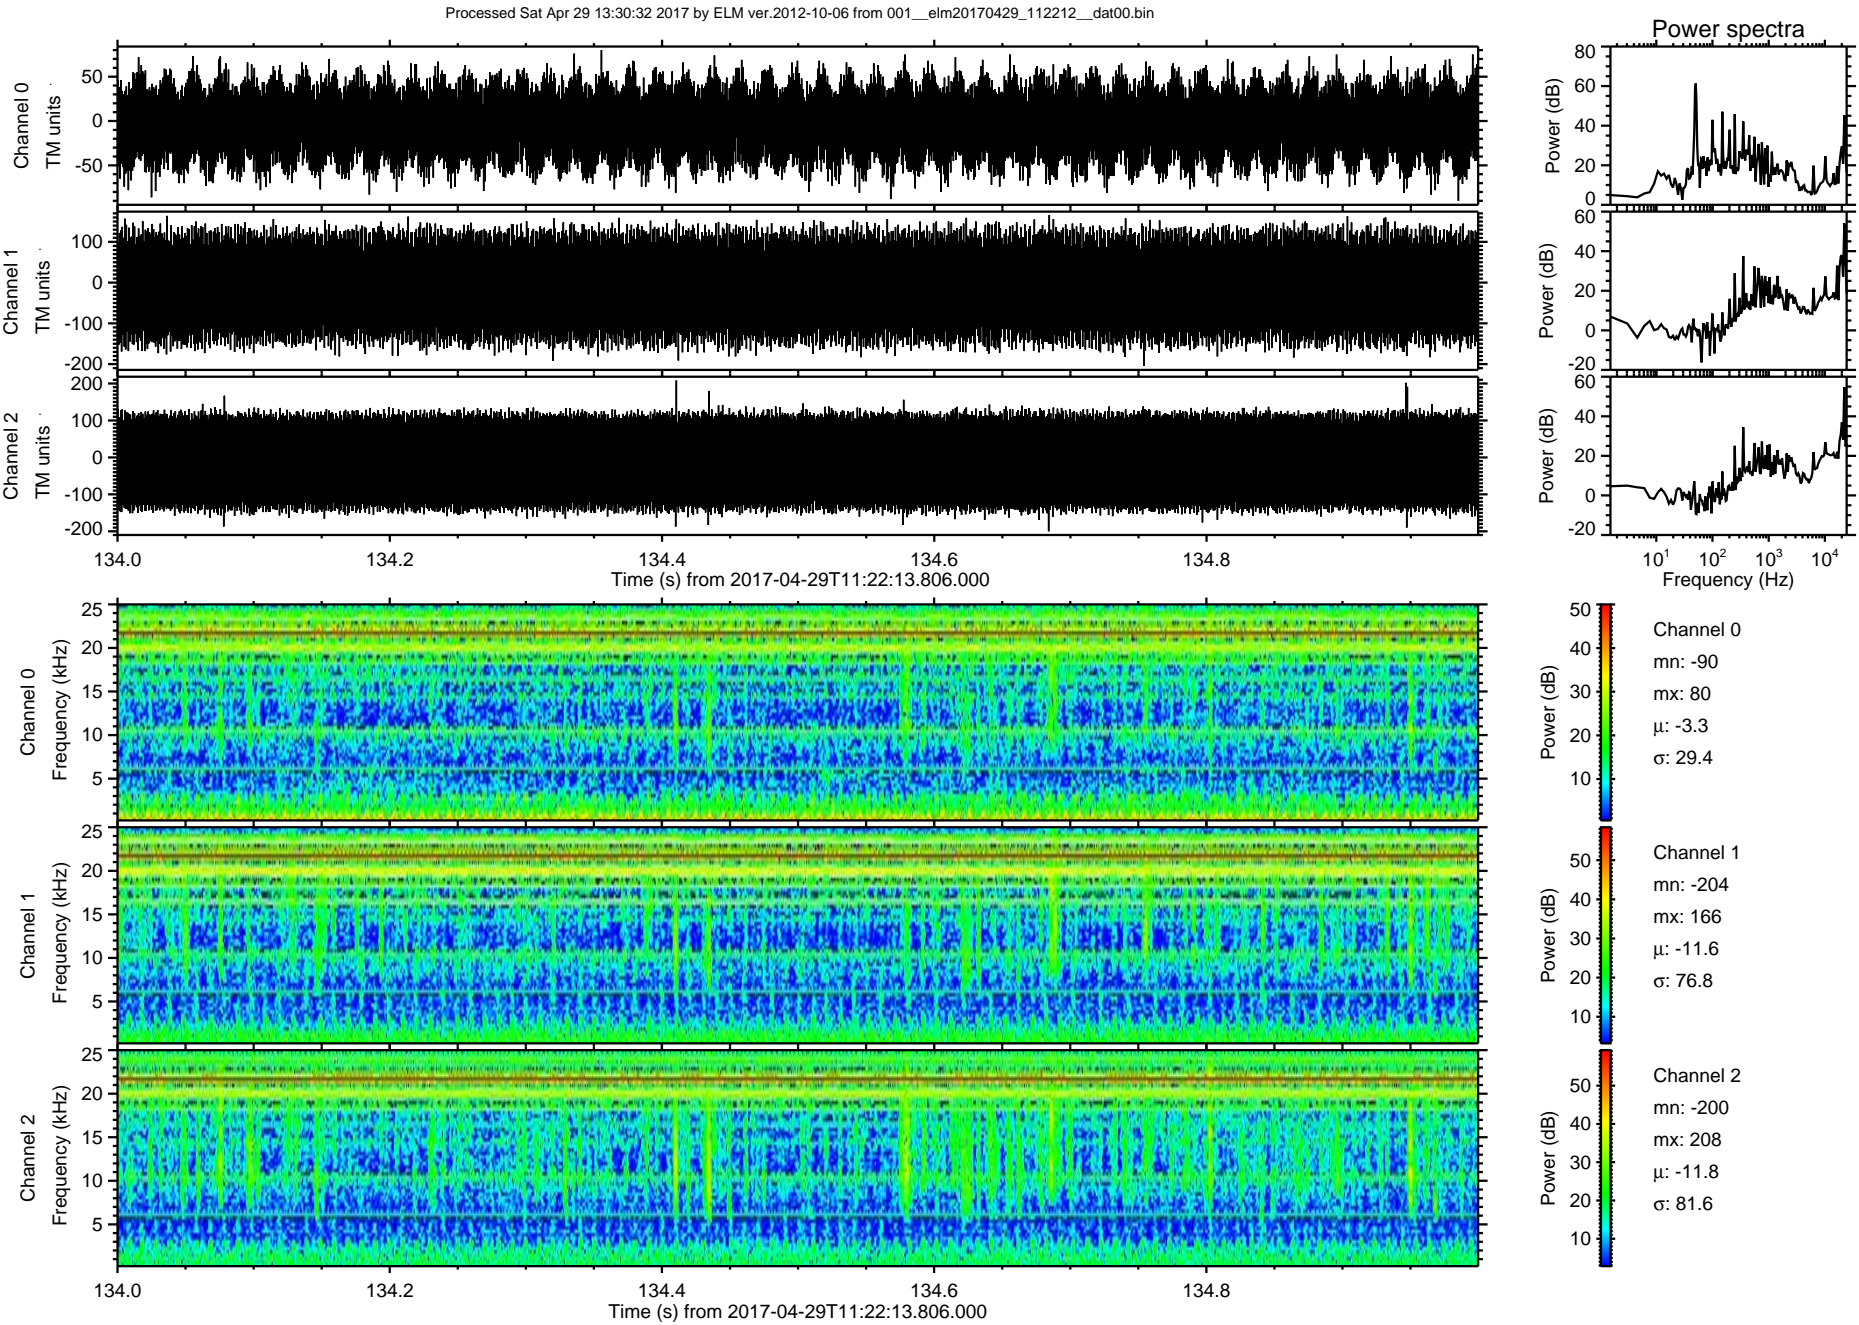 Processed Sat Apr 29 13:30:32 2017 by ELM ver.2012-10-06 from 001__elm20170429_112212__dat00.bin
Power spectra
Channel 0
TM units
50
0
-50
Power (dB)
80
60
40
20
0
Channel 1
TM units
100
0
-100
-200
Power (dB)
60
40
20
0
-20
Channel 2
TM units
200
100
0
-100
-200
Power (dB)
60
40
20
0
-20
134.0
134.2
134.4
134.6
134.8
Time (s) from 2017-04-29T11:22:13.806.000
10^1
10^2
10^3
10^4
Frequency (Hz)
Channel 0
Frequency (kHz)
25
20
15
10
5
Power (dB)
50
40
30
20
10
Channel 0
mn: -90
mx: 80
μ: -3.3
σ: 29.4
Channel 1
Frequency (kHz)
25
20
15
10
5
Power (dB)
50
40
30
20
10
Channel 1
mn: -204
mx: 166
μ: -11.6
σ: 76.8
Channel 2
Frequency (kHz)
25
20
15
10
5
Power (dB)
50
40
30
20
10
Channel 2
mn: -200
mx: 208
μ: -11.8
σ: 81.6
134.0
134.2
134.4
134.6
134.8
Time (s) from 2017-04-29T11:22:13.806.000